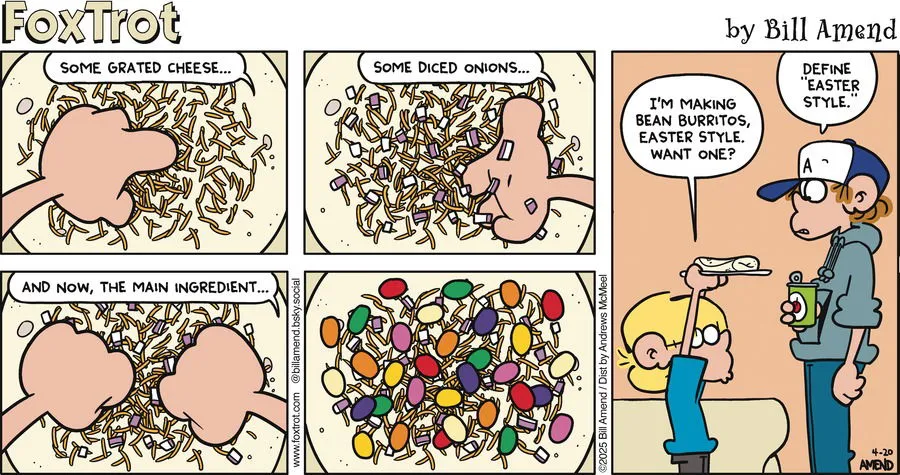 FoxTrot
by Bill Amend
SOME GRATED CHEESE...
SOME DICED ONIONS...
AND NOW, THE MAIN INGREDIENT...
www.foxtrot.com @billamend.bsky.social
©2025 Bill Amend / Dist by Andrews McMeel
I'M MAKING
BEAN BURRITOS,
EASTER STYLE.
WANT ONE?
DEFINE
"EASTER
STYLE."
A
4-20
AMEND